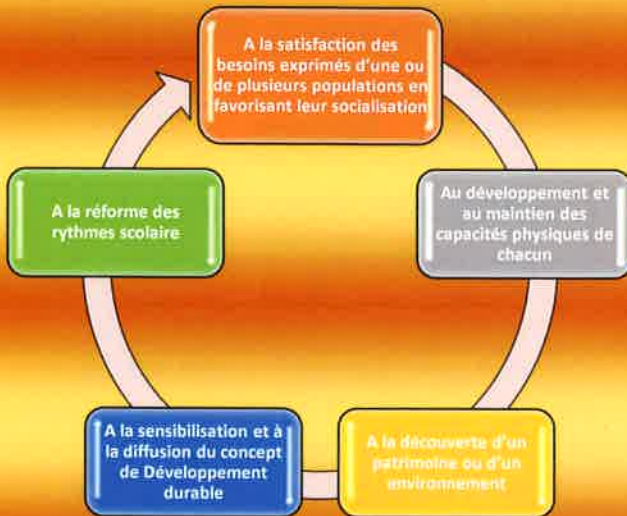 A la satisfaction des
besoins exprimés d'une ou
de plusieurs populations en
favorisant leur socialisation
Au développement et
au maintien des
capacités physiques de
chacun
A la découverte d'un
patrimoine ou d'un
environnement
A la sensibilisation et à
la diffusion du concept
de Développement
durable
A la réforme des
rythmes scolaire